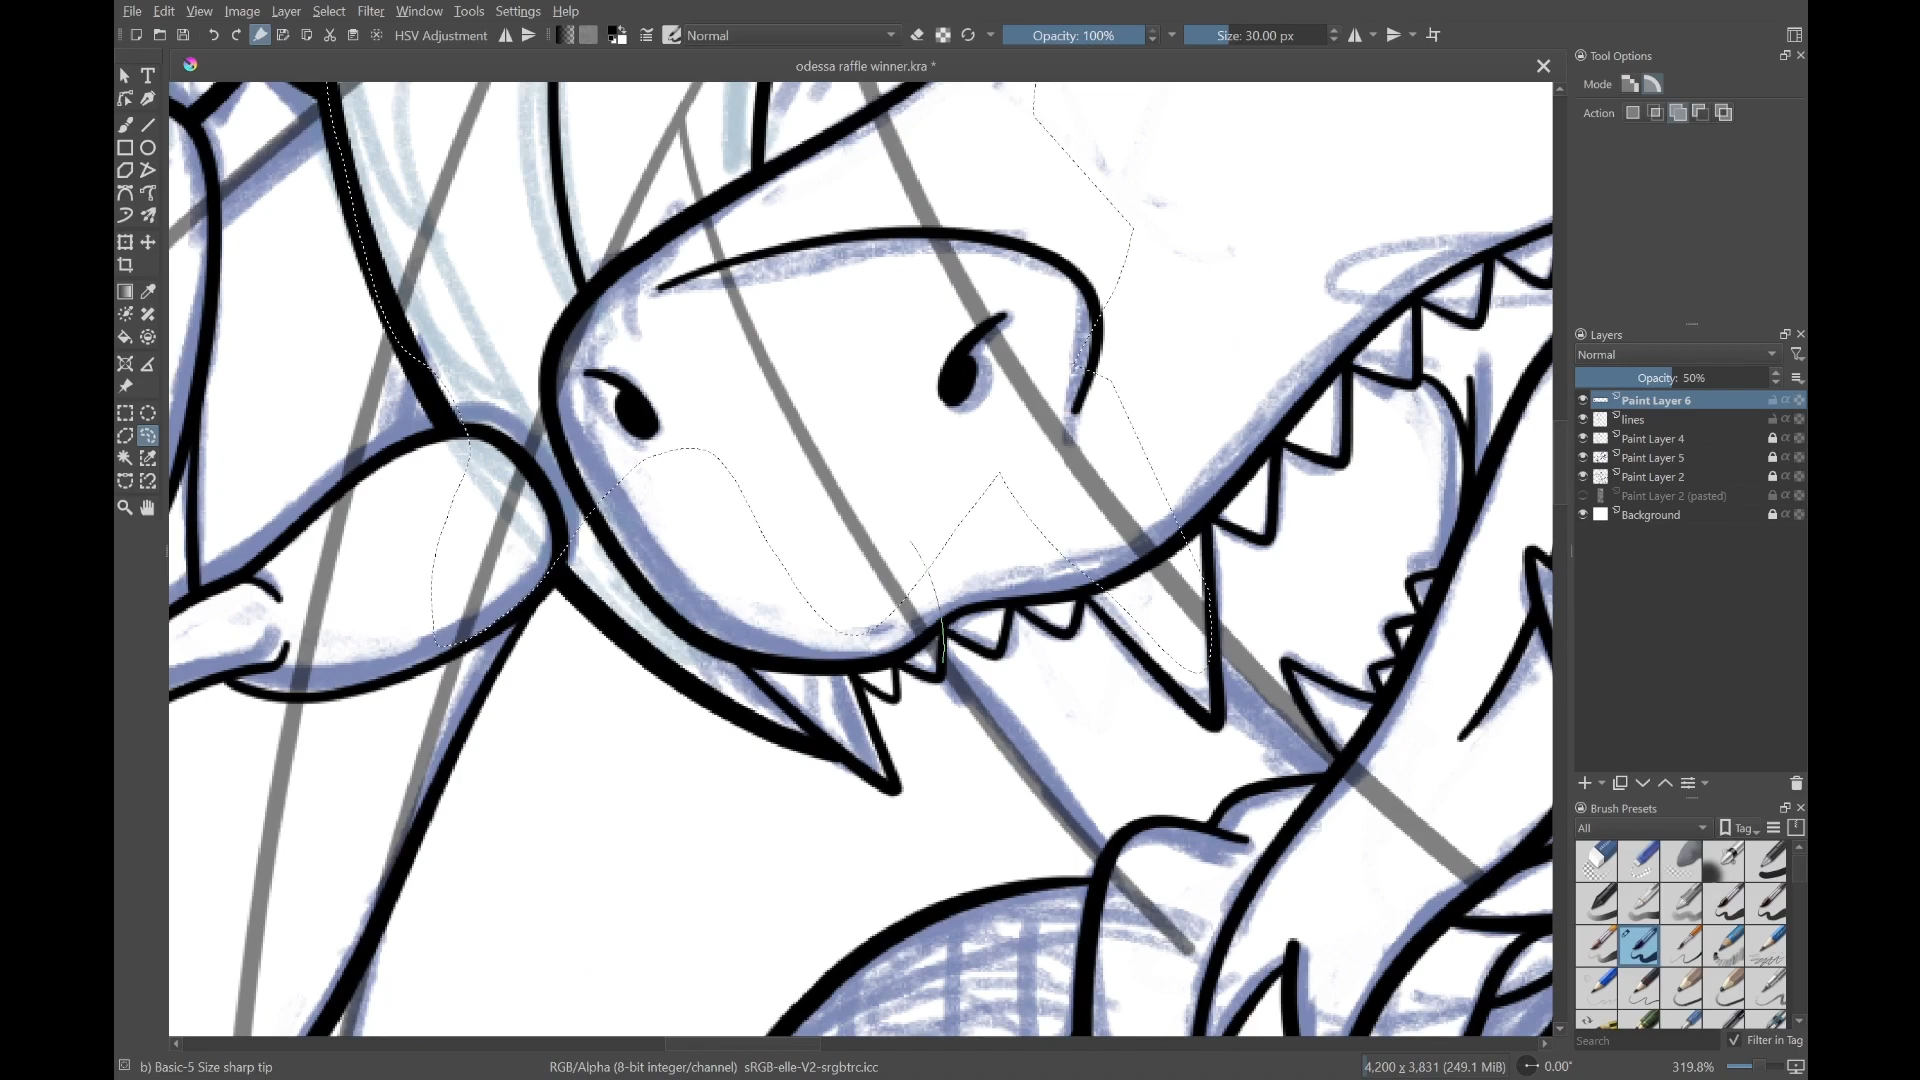 File Edit View Image Layer Select Filter Window Tools Settings Help
HSV Adjustment Normal Opacity: 100% Size: 30.00 px
odessa raffle winner.kra *
Tool Options
Mode
Action
Layers
Normal
Opacity: 50%
Paint Layer 6
lines
Paint Layer 4
Paint Layer 5
Paint Layer 2
Paint Layer 2 (pasted)
Background
Brush Presets
All Tag
Search Filter in Tag
b) Basic-5 Size sharp tip RGB/Alpha (8-bit integer/channel) sRGB-elle-V2-srgbtrc.icc 4,200 x 3,831 (249.1 MiB) 0.00° 319.8%